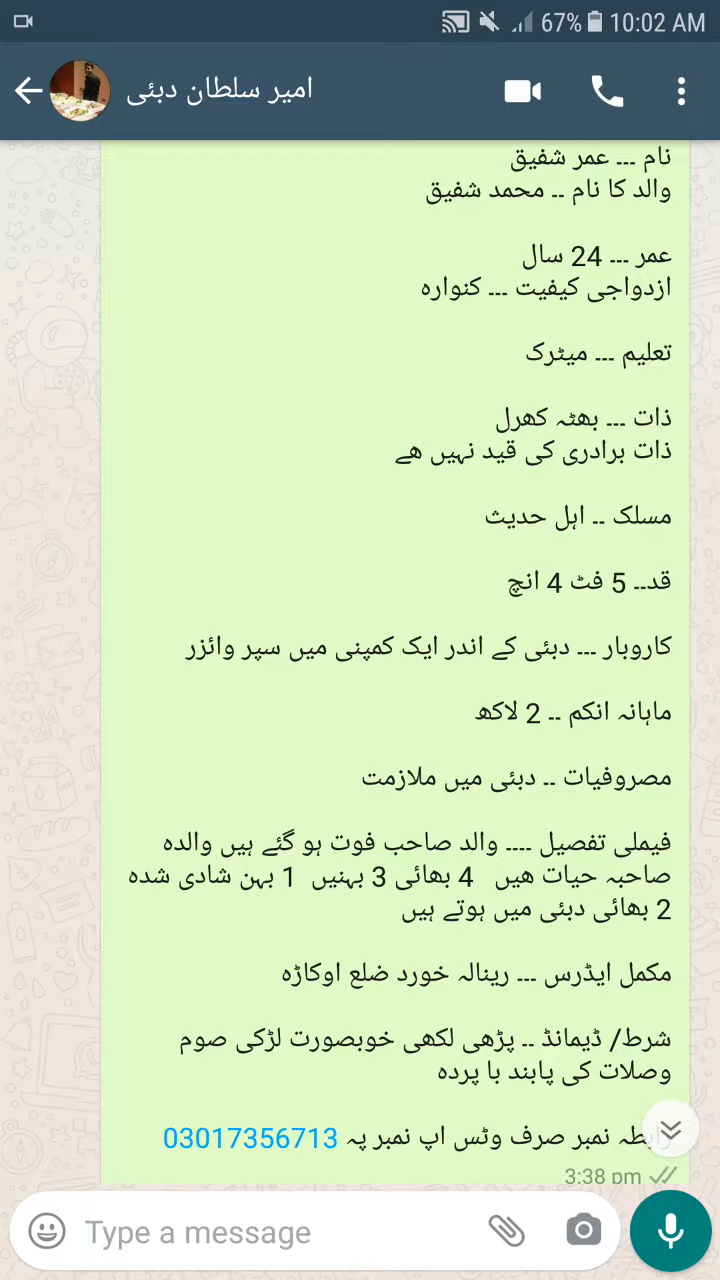 67% 10:02 AM
امیر سلطان دبئی
نام ... عمر شفیق
والد کا نام .. محمد شفیق
عمر ... 24 سال
ازدواجی کیفیت ... کنوارہ
تعلیم ... میٹرک
ذات ... بھٹہ کھرل
ذات برادری کی قید نہیں ھے
مسلک .. اہل حدیث
قد.. 5 فٹ 4 انچ
کاروبار ... دبئی کے اندر ایک کمپنی میں سپر وائزر
ماہانہ انکم .. 2 لاکھ
مصروفیات .. دبئی میں ملازمت
فیملی تفصیل .... والد صاحب فوت ہو گئے ہیں والدہ
صاحبہ حیات ھیں 4 بھائی 3 بہنیں 1 بہن شادی شدہ
2 بھائی دبئی میں ہوتے ہیں
مکمل ایڈرس ... رینالہ خورد ضلع اوکاڑہ
شرط/ ڈیمانڈ .. پڑھی لکھی خوبصورت لڑکی صوم
وصلات کی پابند با پردہ
رابطہ نمبر صرف وٹس اپ نمبر پہ 03017356713
3:38 pm
Type a message